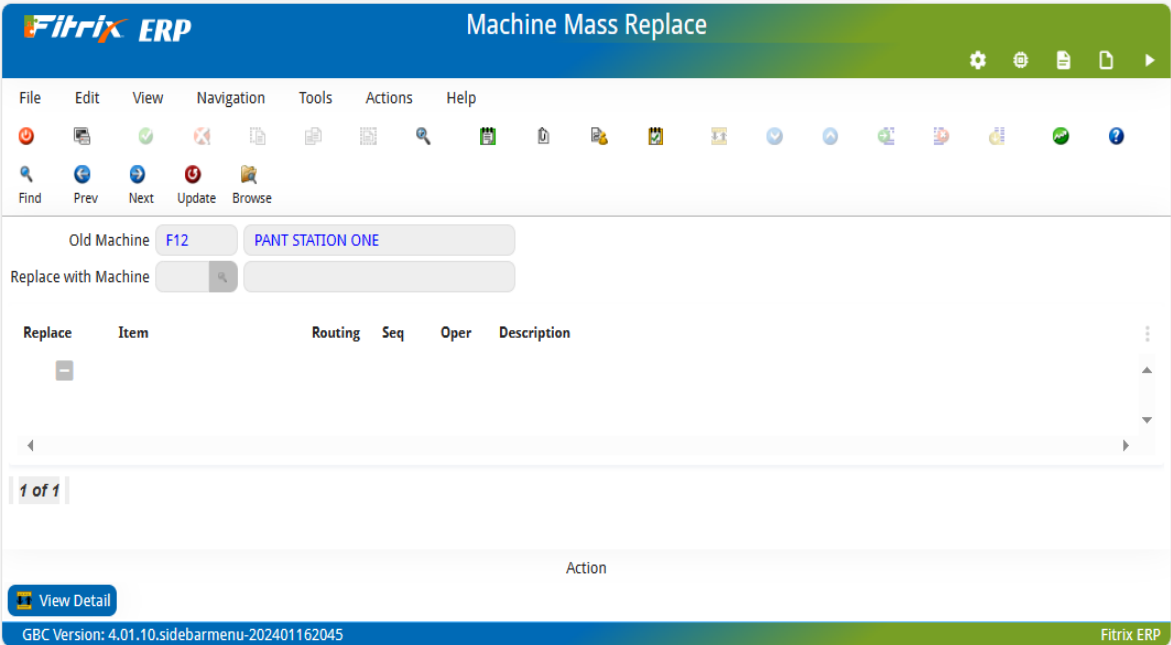 Fitrix ERP
Machine Mass Replace
File Edit View Navigation Tools Actions Help
Find Prev Next Update Browse
Old Machine F12 PANT STATION ONE
Replace with Machine
Replace Item Routing Seq Oper Description
1 of 1
Action
View Detail
GBC Version: 4.01.10.sidebarmenu-202401162045 Fitrix ERP